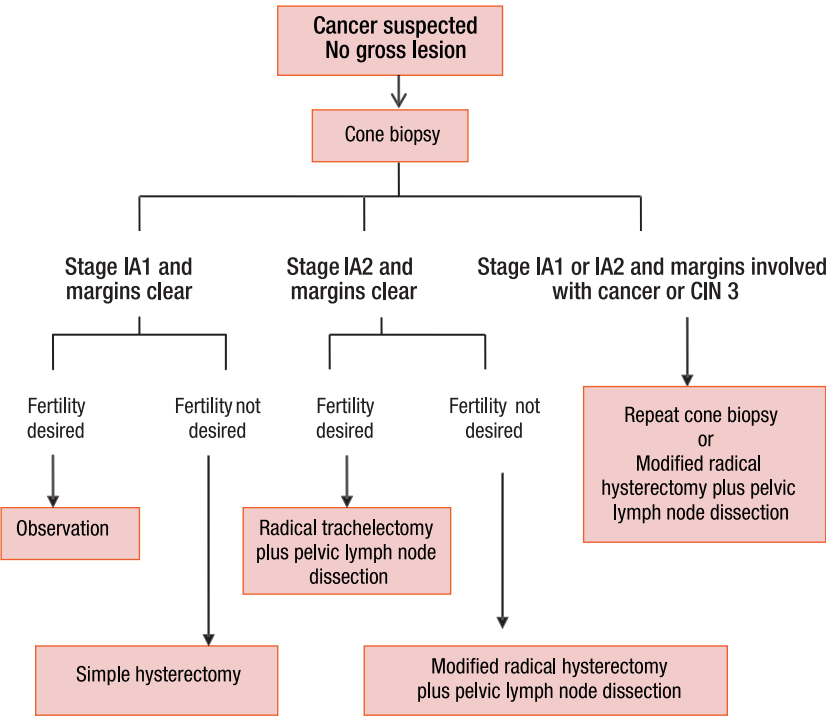 Cancer suspected
No gross lesion
Cone biopsy
Stage IA1 and
margins clear
Stage IA2 and
margins clear
Stage IA1 or IA2 and margins involved
with cancer or CIN 3
Fertility
desired
Fertility not
desired
Fertility
desired
Fertility not
desired
Repeat cone biopsy
or
Modified radical
hysterectomy plus pelvic
lymph node dissection
Observation
Radical trachelectomy
plus pelvic lymph node
dissection
Simple hysterectomy
Modified radical hysterectomy
plus pelvic lymph node dissection